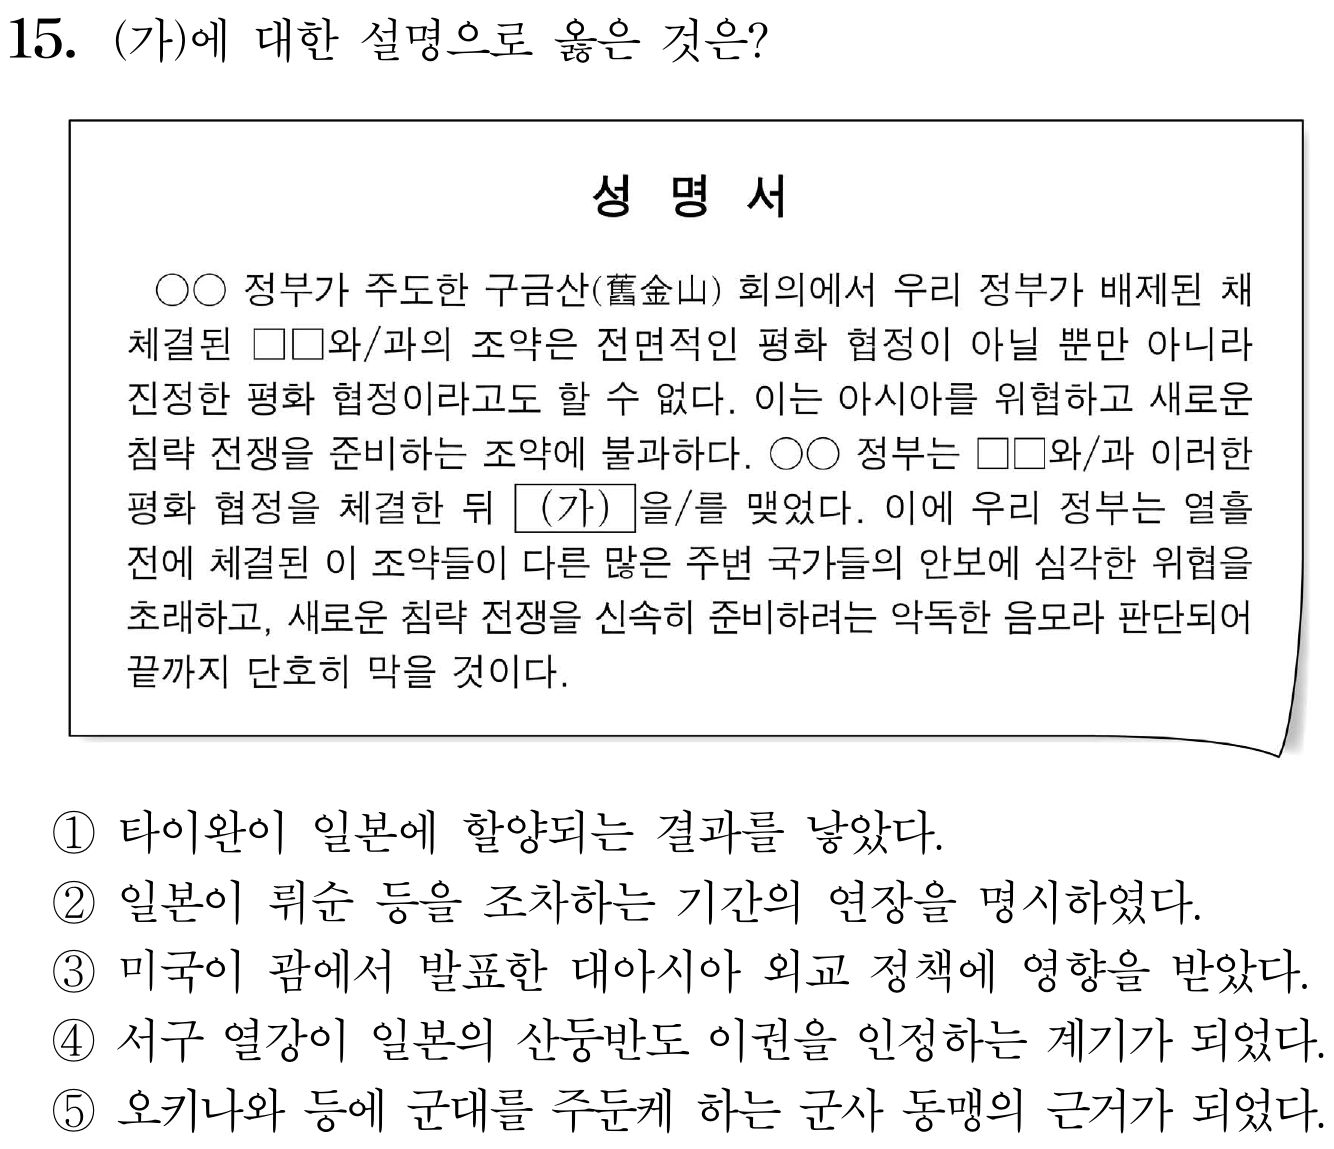 15. (가)에 대한 설명으로 옳은 것은?
성 명 서
○○ 정부가 주도한 구금산(舊金山) 회의에서 우리 정부가 배제된 채
체결된 □□와/과의 조약은 전면적인 평화 협정이 아닐 뿐만 아니라
진정한 평화 협정이라고도 할 수 없다. 이는 아시아를 위협하고 새로운
침략 전쟁을 준비하는 조약에 불과하다. ○○ 정부는 □□와/과 이러한
평화 협정을 체결한 뒤 (가) 을/를 맺었다. 이에 우리 정부는 열흘
전에 체결된 이 조약들이 다른 많은 주변 국가들의 안보에 심각한 위협을
초래하고, 새로운 침략 전쟁을 신속히 준비하려는 악독한 음모라 판단되어
끝까지 단호히 막을 것이다.
① 타이완이 일본에 할양되는 결과를 낳았다.
② 일본이 뤼순 등을 조차하는 기간의 연장을 명시하였다.
③ 미국이 괌에서 발표한 대아시아 외교 정책에 영향을 받았다.
④ 서구 열강이 일본의 산둥반도 이권을 인정하는 계기가 되었다.
⑤ 오키나와 등에 군대를 주둔케 하는 군사 동맹의 근거가 되었다.